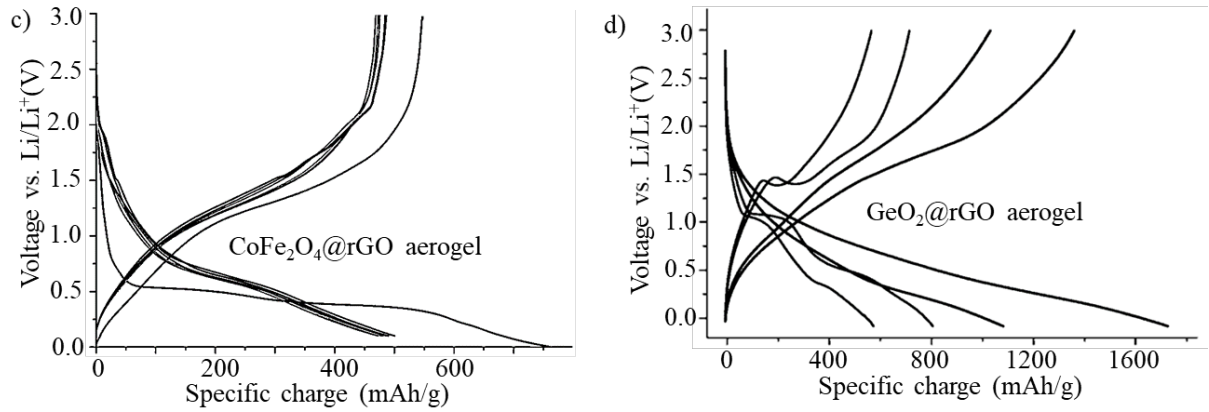 c)
3.0
2.5
2.0
1.5
1.0
0.5
0.0
Voltage vs. Li/Li⁺(V)
CoFe₂O₄@rGO aerogel
0 200 400 600
Specific charge (mAh/g)
d)
3.0
2.5
2.0
1.5
1.0
0.5
0.0
Voltage vs. Li/Li⁺(V)
GeO₂@rGO aerogel
0 400 800 1200 1600
Specific charge (mAh/g)